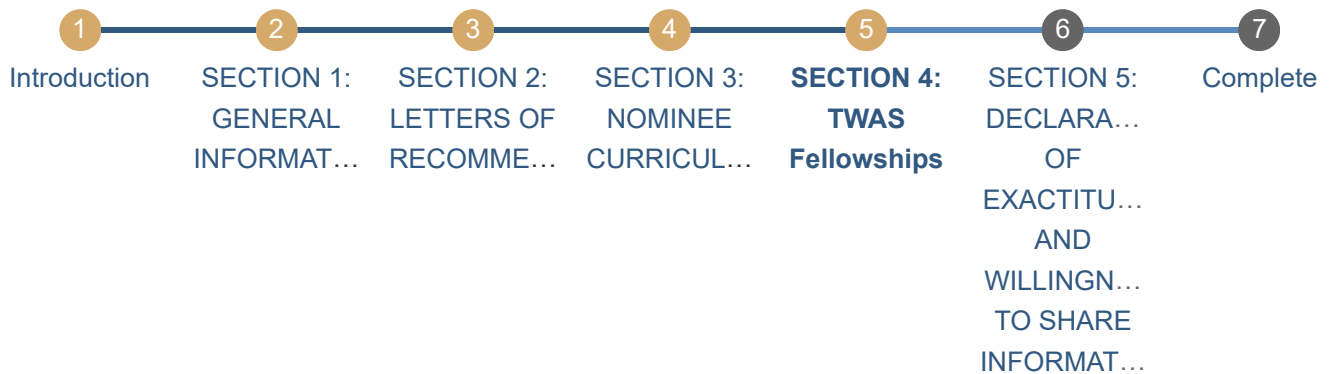 1
2
3
4
5
6
7
Introduction
SECTION 1:
GENERAL
INFORMAT…
SECTION 2:
LETTERS OF
RECOMME…
SECTION 3:
NOMINEE
CURRICUL…
SECTION 4:
TWAS
Fellowships
SECTION 5:
DECLARA…
OF
EXACTITU…
AND
WILLINGN…
TO SHARE
INFORMAT…
Complete